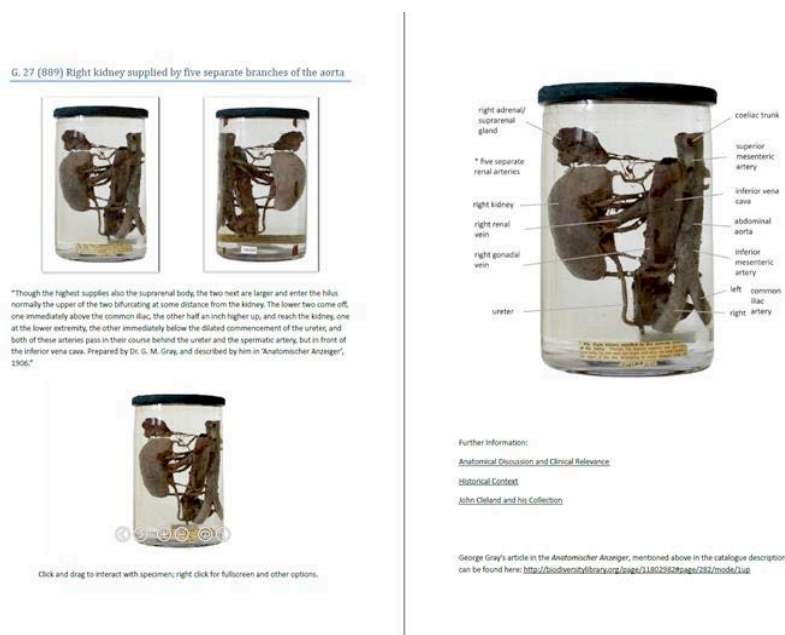 G. 27 (889) Right kidney supplied by five separate branches of the aorta
"Though the highest supplies also the suprarenal body, the two next are larger and enter the hilus
normally the upper of the two bifurcating at some distance from the kidney. The lower two come off,
one immediately above the common iliac, the other half an inch higher up, and reach the kidney, one
at the lower extremity, the other immediately below the dilated commencement of the ureter, and
both of these arteries pass in their course behind the ureter and the spermatic artery, but in front of
the inferior vena cava. Prepared by Dr. G. M. Gray, and described by him in 'Anatomischer Anzeiger',
1906."
Click and drag to interact with specimen; right click for fullscreen and other options.
right adrenal/
suprarenal
gland
* five separate
renal arteries
right kidney
right renal
vein
right gonadal
vein
ureter
coeliac trunk
superior
mesenteric
artery
inferior vena
cava
abdominal
aorta
inferior
mesenteric
artery
left common
iliac
right artery
Further Information:
Anatomical Discussion and Clinical Relevance
Historical Context
John Cleland and his Collection
George Gray's article in the Anatomischer Anzeiger, mentioned above in the catalogue description
can be found here: http://biodiversitylibrary.org/page/11802982#page/282/mode/1up